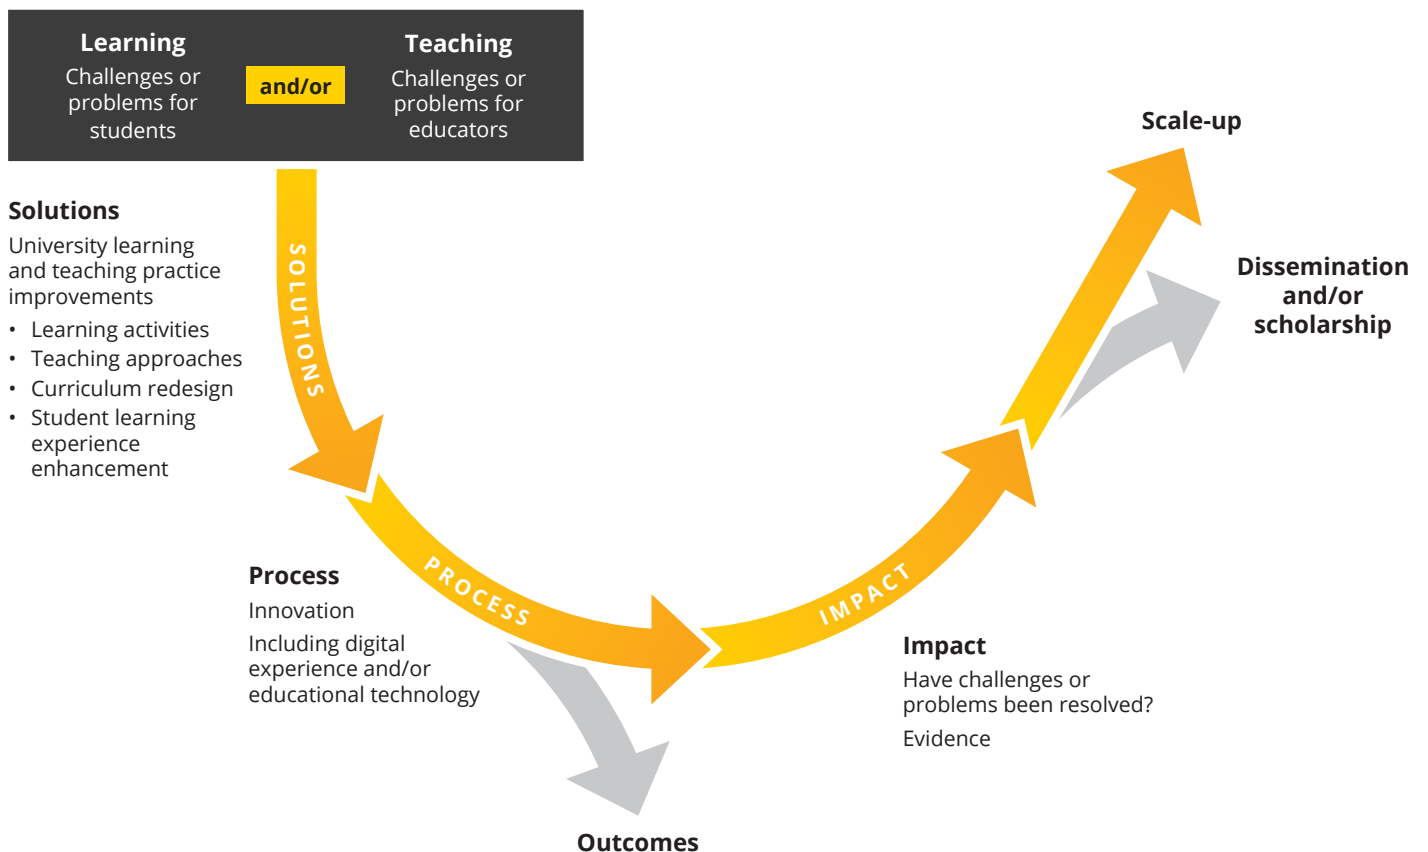 Learning
Challenges or
problems for
students
and/or
Teaching
Challenges or
problems for
educators
Solutions
University learning
and teaching practice
improvements
• Learning activities
• Teaching approaches
• Curriculum redesign
• Student learning
experience
enhancement
SOLUTIONS
Process
Innovation
Including digital
experience and/or
educational technology
PROCESS
Outcomes
IMPACT
Impact
Have challenges or
problems been resolved?
Evidence
Scale-up
Dissemination
and/or
scholarship